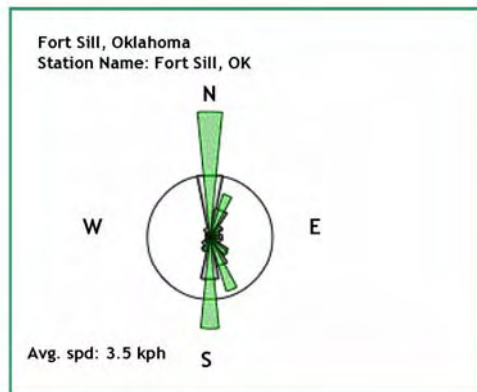 Fort Sill, Oklahoma
Station Name: Fort Sill, OK
N
W
E
S
Avg. spd: 3.5 kph